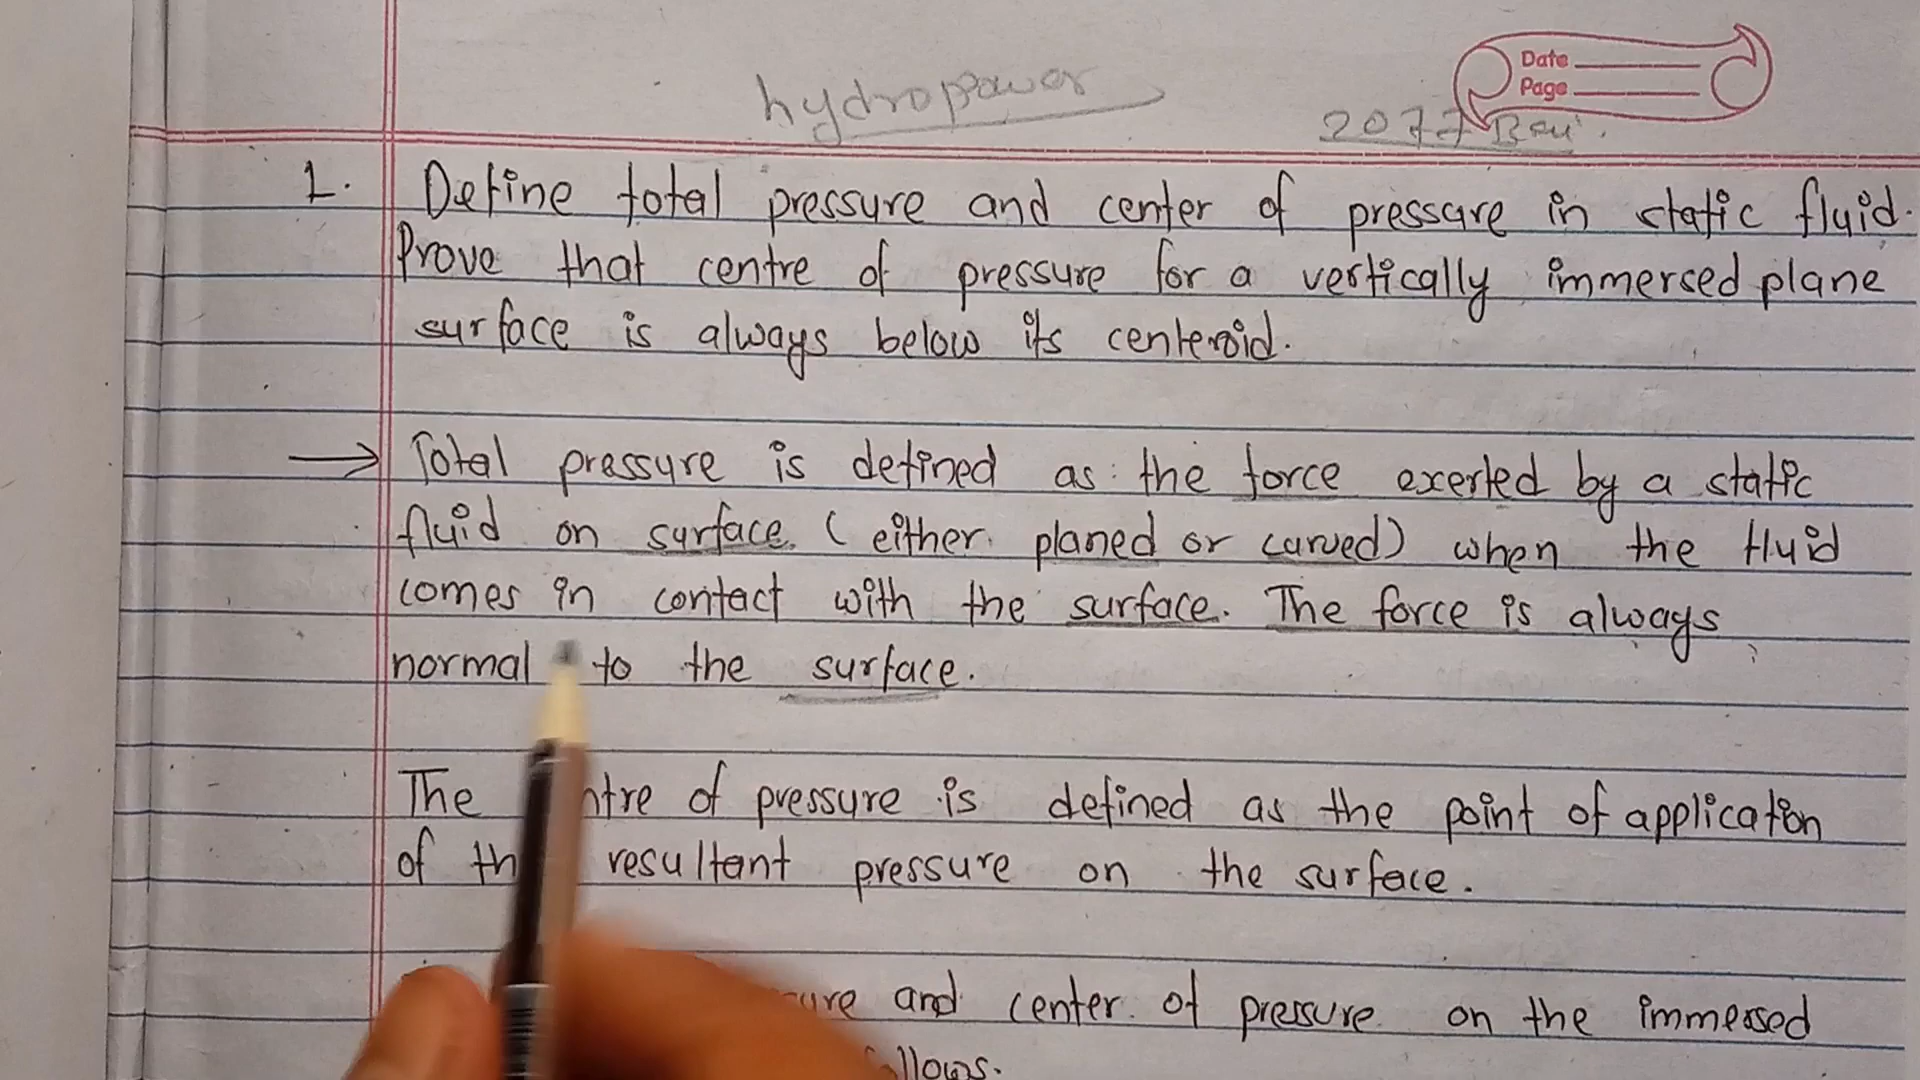 hydropower
Date
Page
2077
1. Define total pressure and center of pressure in static fluid.
Prove that centre of pressure for a vertically immersed plane
surface is always below its centeroid.
→ Total pressure is defined as the force exerted by a static
fluid on surface (either planed or curved) when the fluid
comes in contact with the surface. The force is always
normal to the surface.
The ntre of pressure is defined as the point of application
of th resultant pressure on the surface.
ure and center of pressure on the immersed
llows.